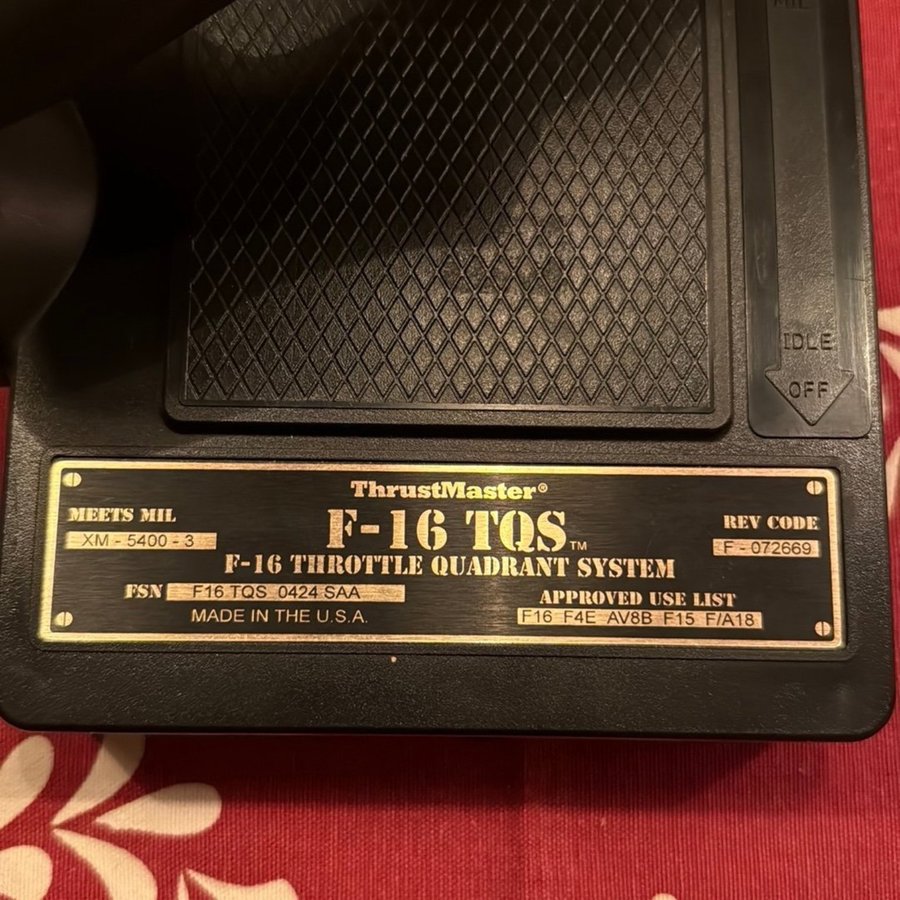 MIL
IDLE
OFF
ThrustMaster®
MEETS MIL
XM - 5400 - 3
F-16 TQS™
REV CODE
F - 072669
F-16 THROTTLE QUADRANT SYSTEM
FSN F16 TQS 0424 SAA
APPROVED USE LIST
MADE IN THE U.S.A.
F16 F4E AV8B F15 F/A18